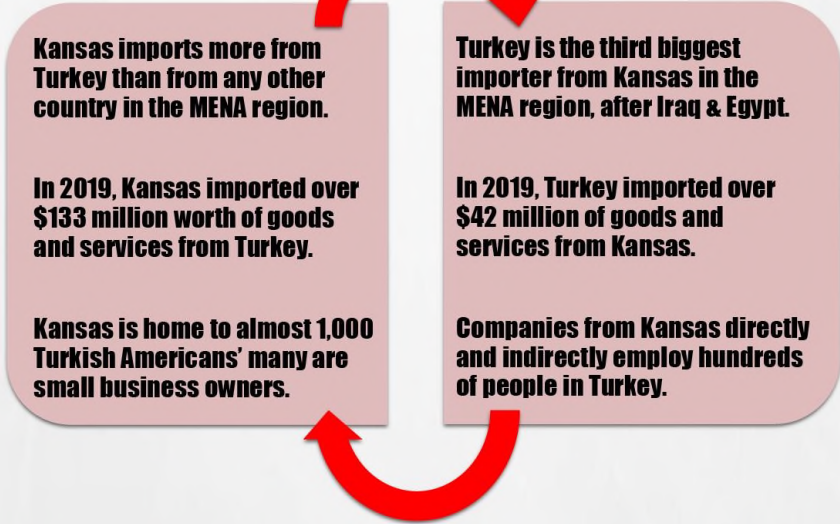 Kansas imports more from
Turkey than from any other
country in the MENA region.
In 2019, Kansas imported over
$133 million worth of goods
and services from Turkey.
Kansas is home to almost 1,000
Turkish Americans’ many are
small business owners.
Turkey is the third biggest
importer from Kansas in the
MENA region, after Iraq & Egypt.
In 2019, Turkey imported over
$42 million of goods and
services from Kansas.
Companies from Kansas directly
and indirectly employ hundreds
of people in Turkey.